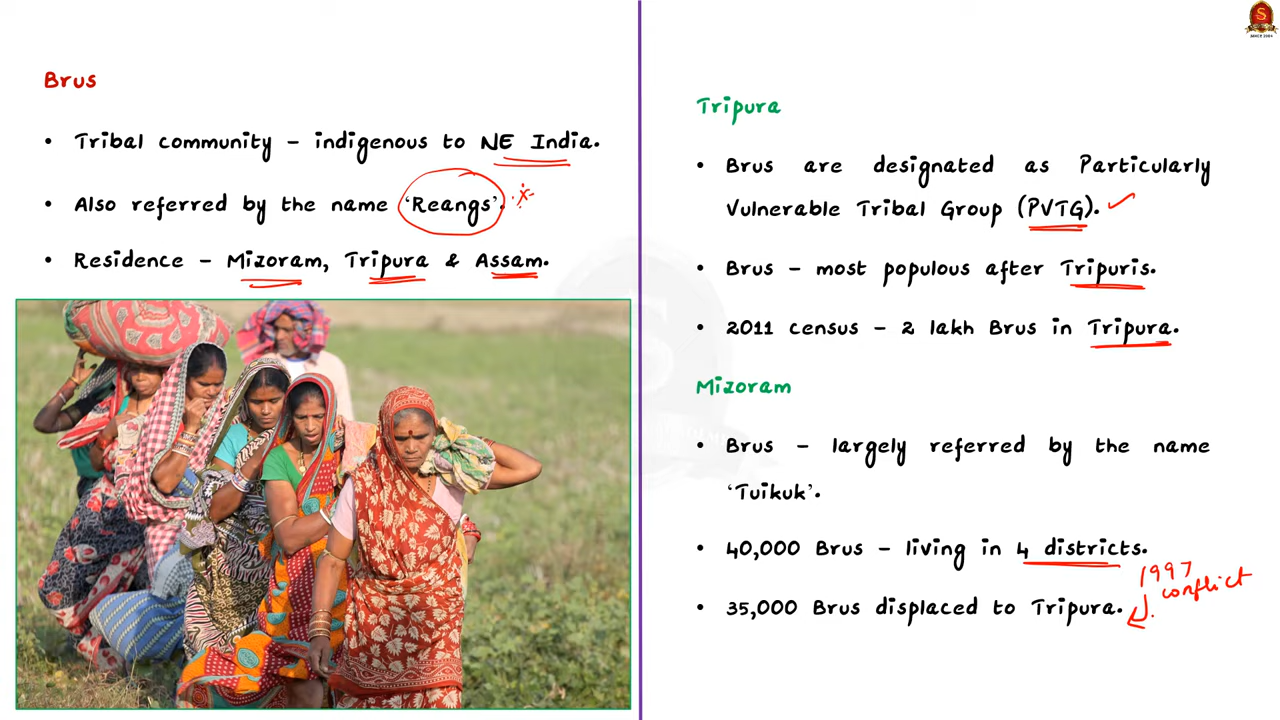 Brus
• Tribal community – indigenous to NE India.
• Also referred by the name 'Reangs'.
• Residence – Mizoram, Tripura & Assam.
Tripura
• Brus are designated as Particularly
Vulnerable Tribal Group (PVTG).
• Brus – most populous after Tripuris.
• 2011 census – 2 lakh Brus in Tripura.
Mizoram
• Brus – largely referred by the name
'Tuikuk'.
• 40,000 Brus – living in 4 districts.
1997
conflict
• 35,000 Brus displaced to Tripura.
S
SINCE 2004